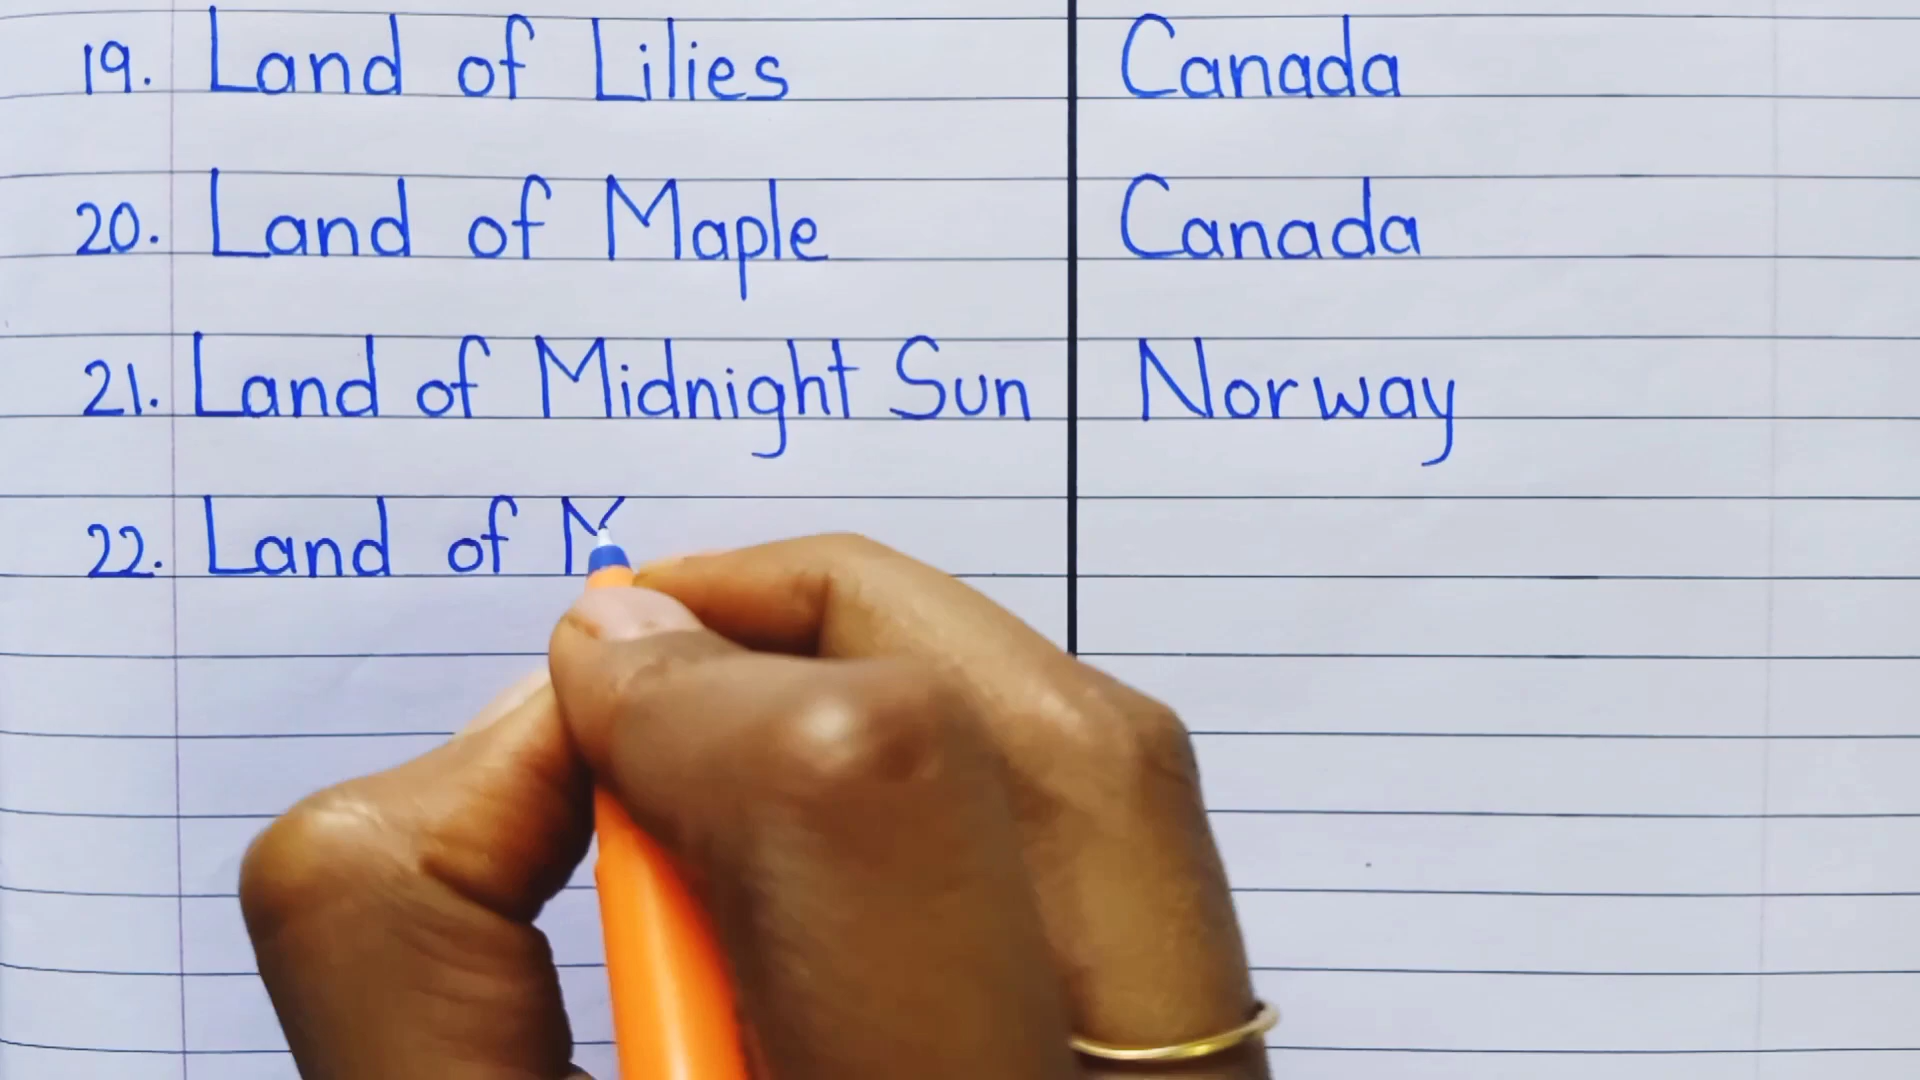 19. Land of Lilies Canada
20. Land of Maple Canada
21. Land of Midnight Sun Norway
22. Land of